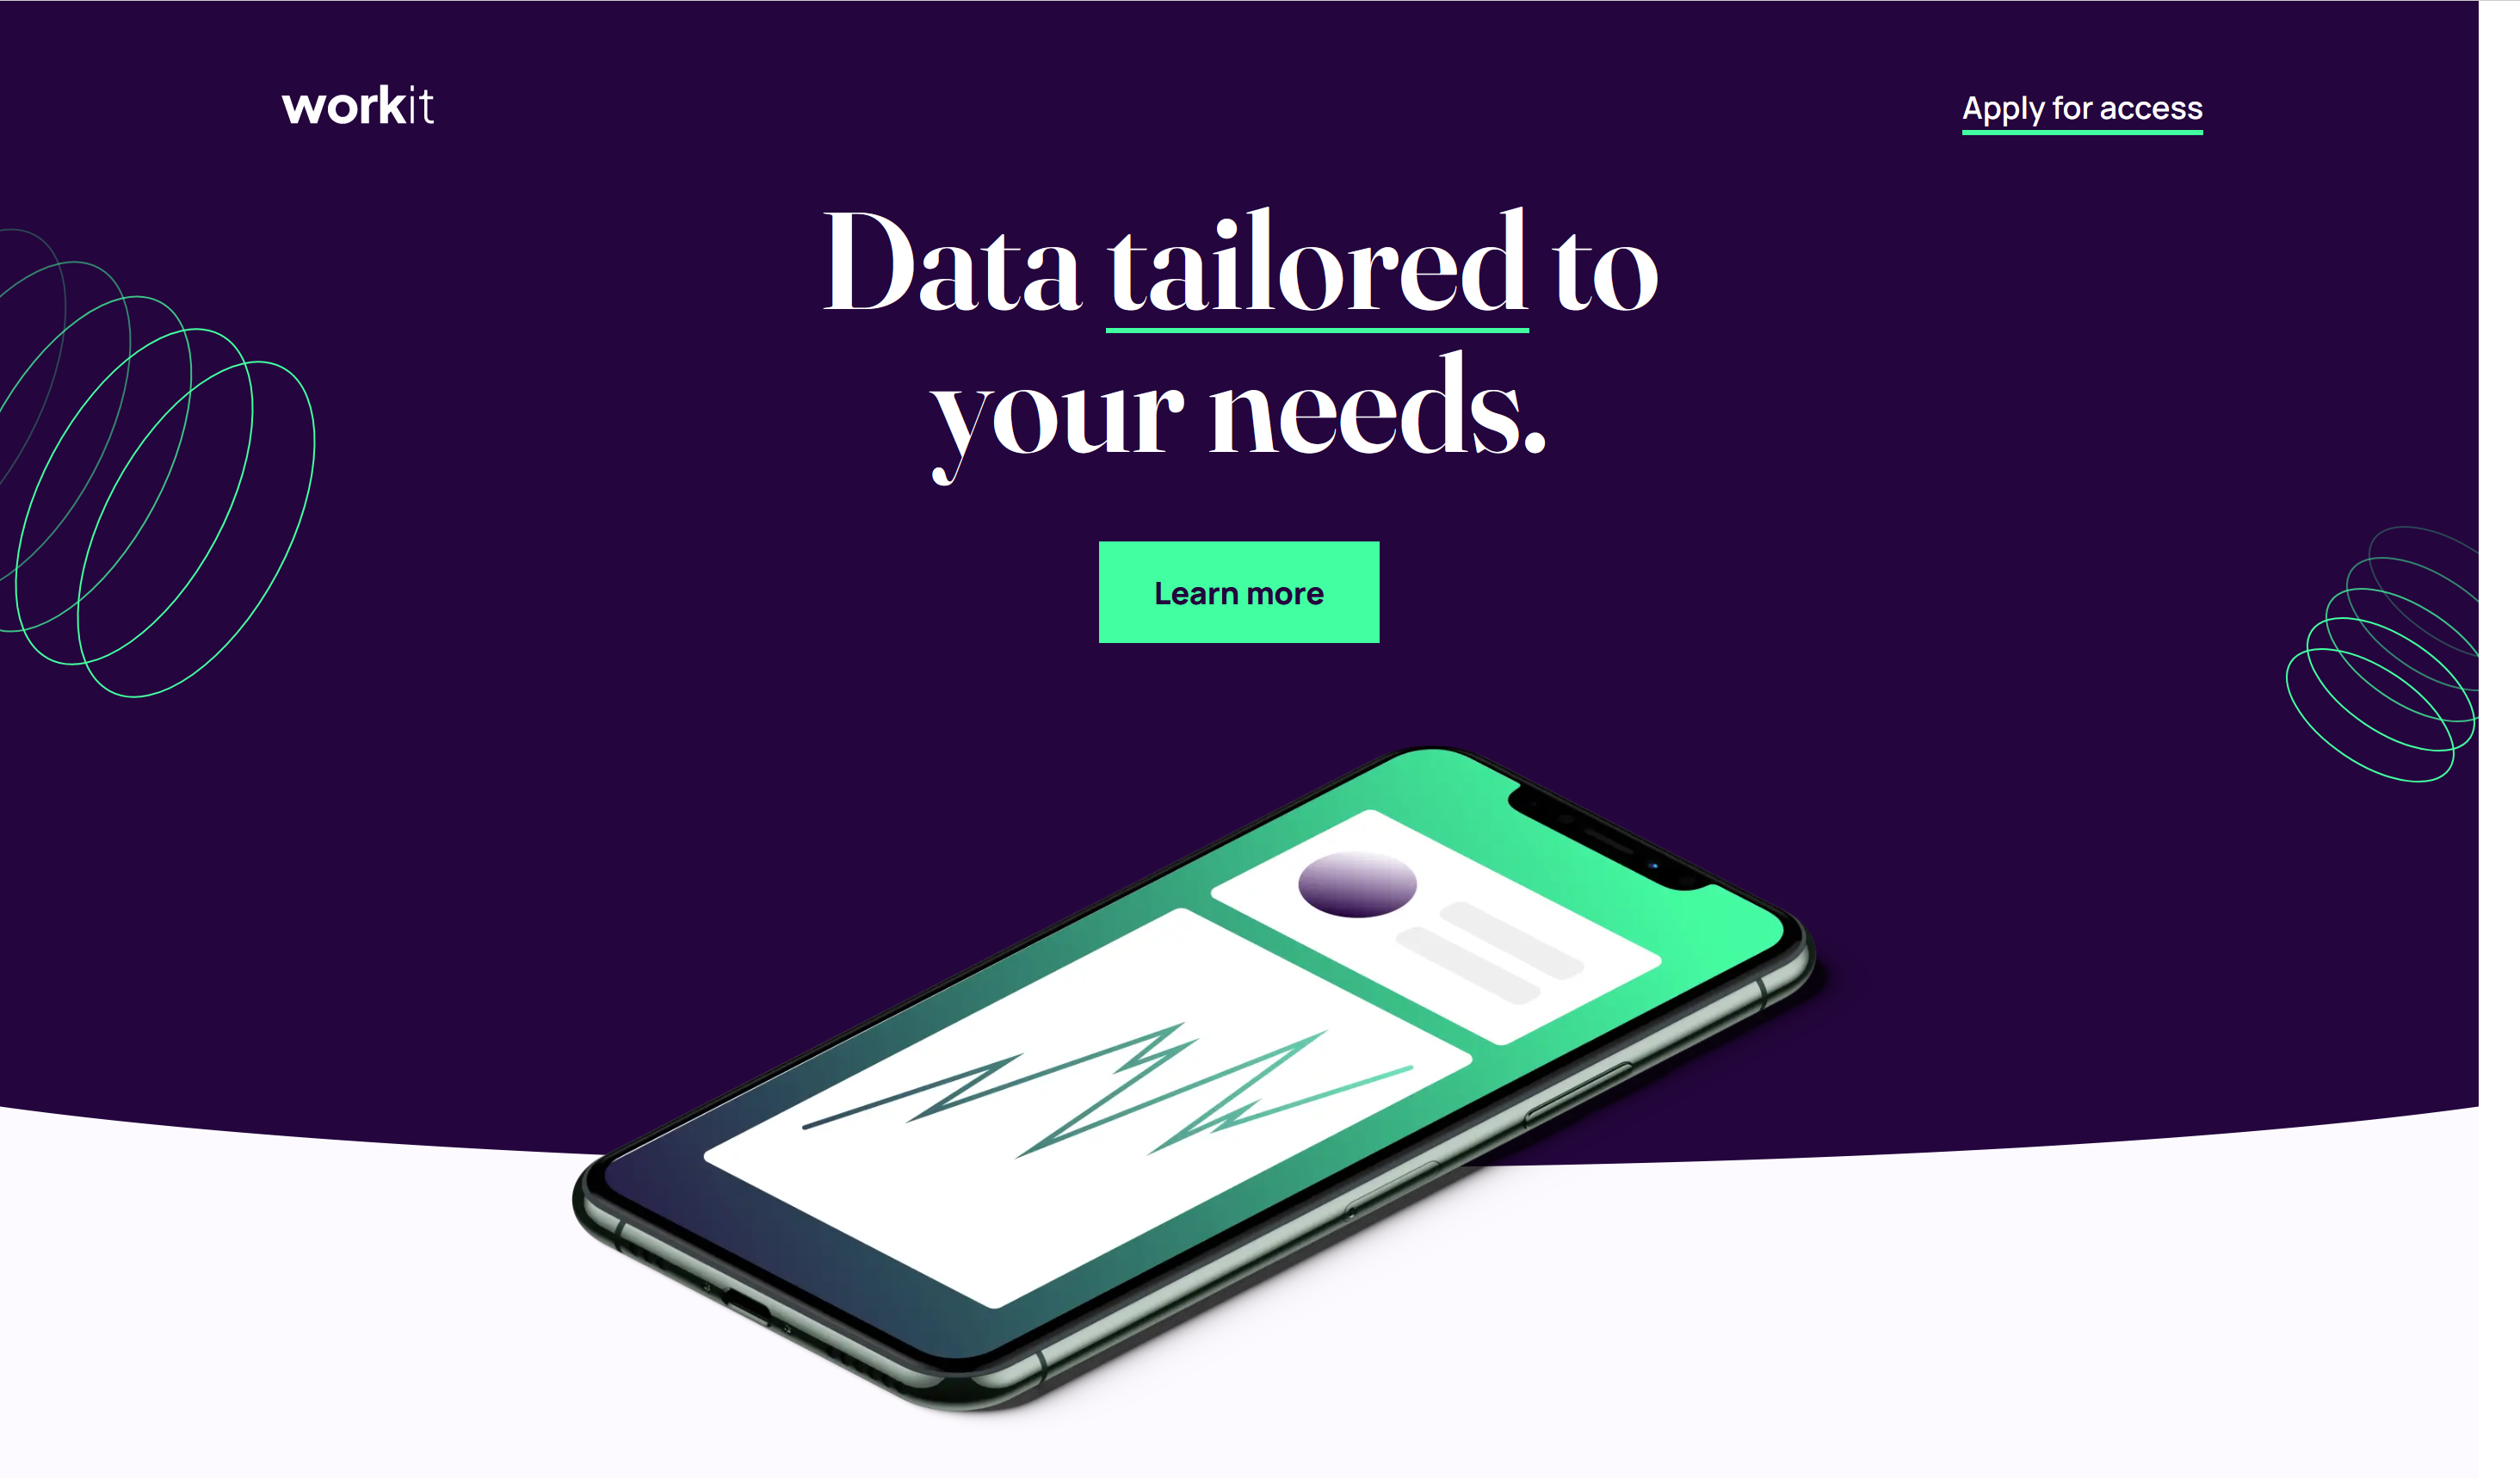 workit
Apply for access
Data tailored to
your needs.
Learn more